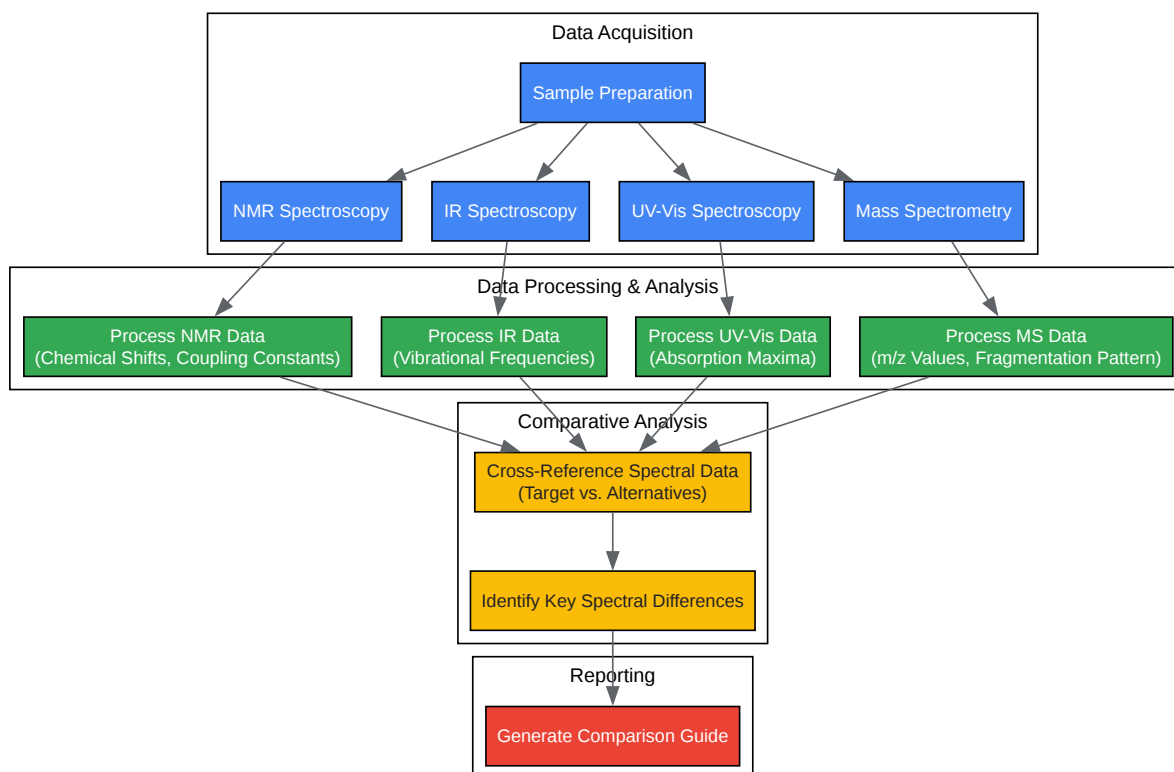 Data Acquisition
Sample Preparation
NMR Spectroscopy
IR Spectroscopy
UV-Vis Spectroscopy
Mass Spectrometry
Data Processing & Analysis
Process NMR Data
(Chemical Shifts, Coupling Constants)
Process IR Data
(Vibrational Frequencies)
Process UV-Vis Data
(Absorption Maxima)
Process MS Data
(m/z Values, Fragmentation Pattern)
Comparative Analysis
Cross-Reference Spectral Data
(Target vs. Alternatives)
Identify Key Spectral Differences
Reporting
Generate Comparison Guide